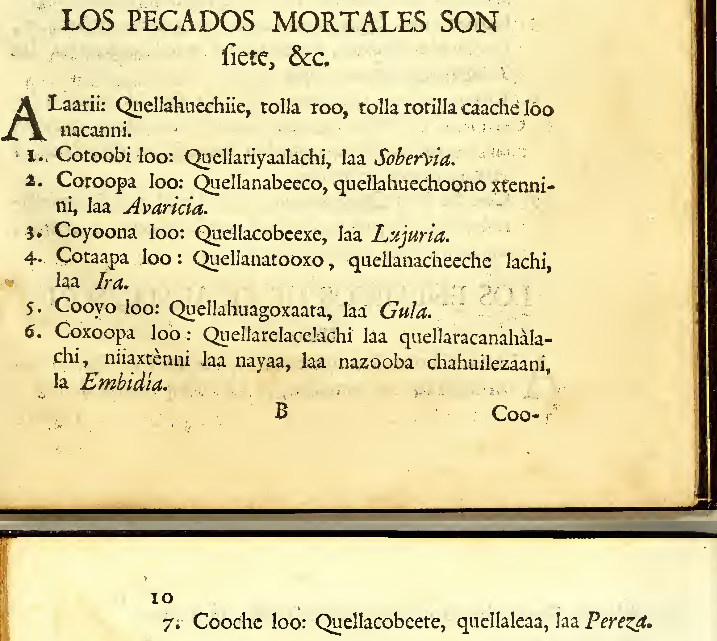 LOS PECADOS MORTALES SON
ſiete, &c.
ALaarii: Quellahuechiie, tolla roo, tolla rotilla caache loo
nacanni.
1. Cotoobi loo: Quellariyaalachi, laa Sobervia.
2. Coroopa loo: Quellanabeeco, quellahuechoono xtenni-
ni, laa Avaricia.
3. Coyoona loo: Quellacobeexe, laa Lujuria.
4. Cotaapa loo: Quellanatooxo, quellanacheeche lachi,
laa Ira.
5. Cooyo loo: Quellahuagoxaata, laa Gula.
6. Coxoopa loo: Quellarelacelachi laa quellaracanahàla-
chi, niiaxtènni laa nayaa, laa nazooba chahuilezaani,
la Embidia.
B Coo-
10
7. Cooche loo: Quellacobeete, quellaleaa, laa Pereza.